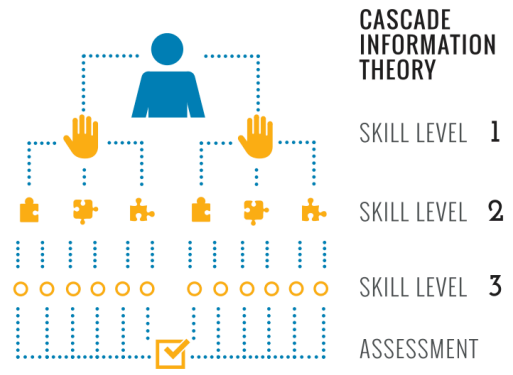 CASCADE
INFORMATION
THEORY
SKILL LEVEL 1
SKILL LEVEL 2
SKILL LEVEL 3
ASSESSMENT